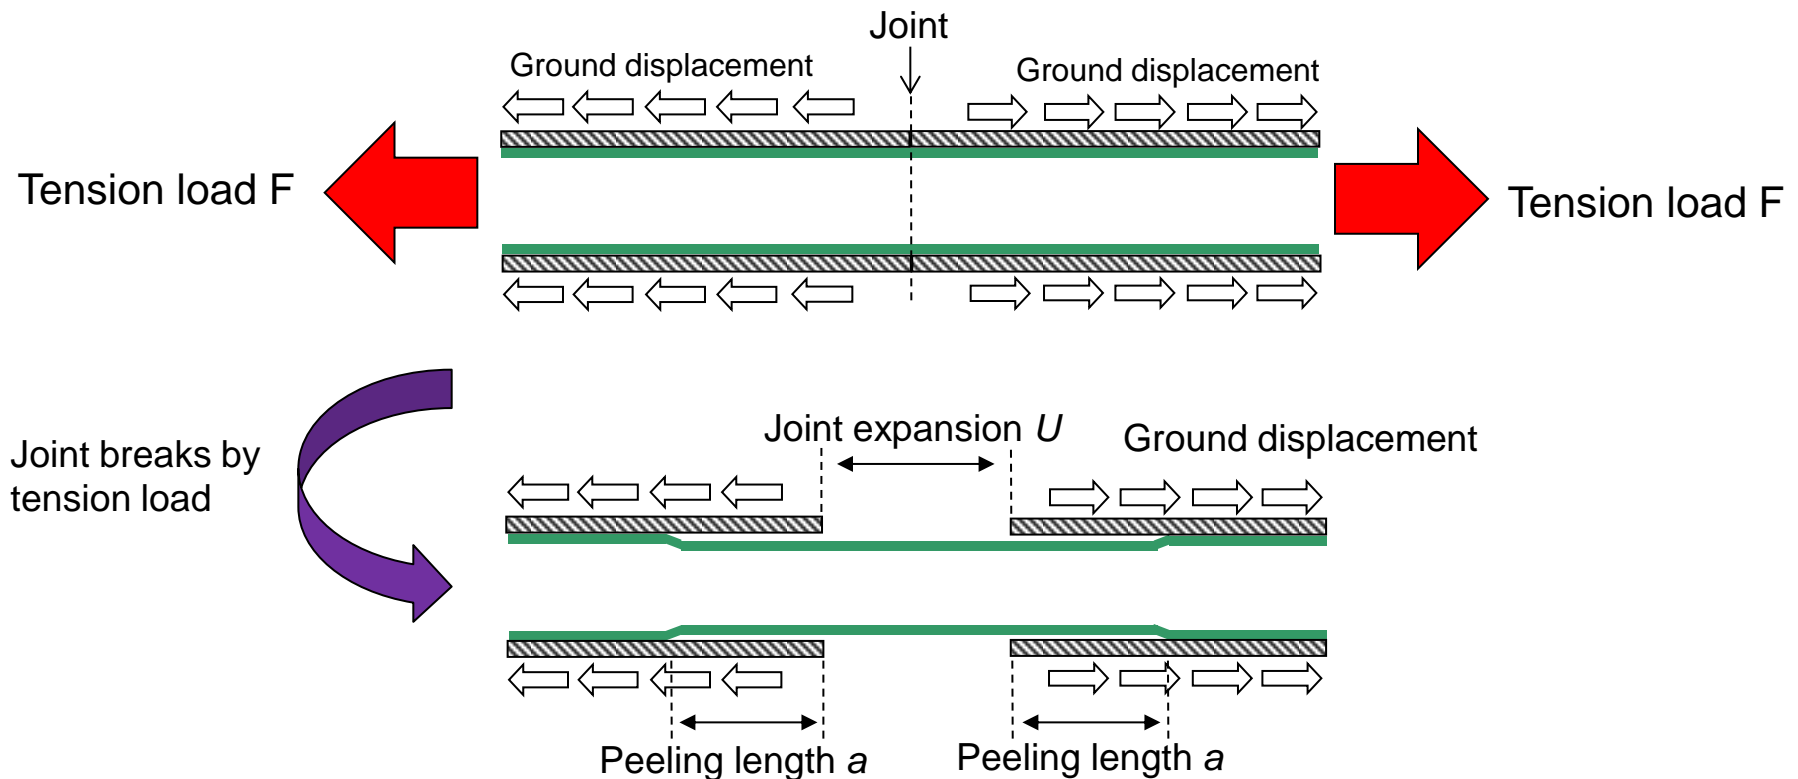 Joint
Ground displacement
Ground displacement
Tension load F
Tension load F
Joint expansion U
Ground displacement
Joint breaks by
tension load
Peeling length a
Peeling length a